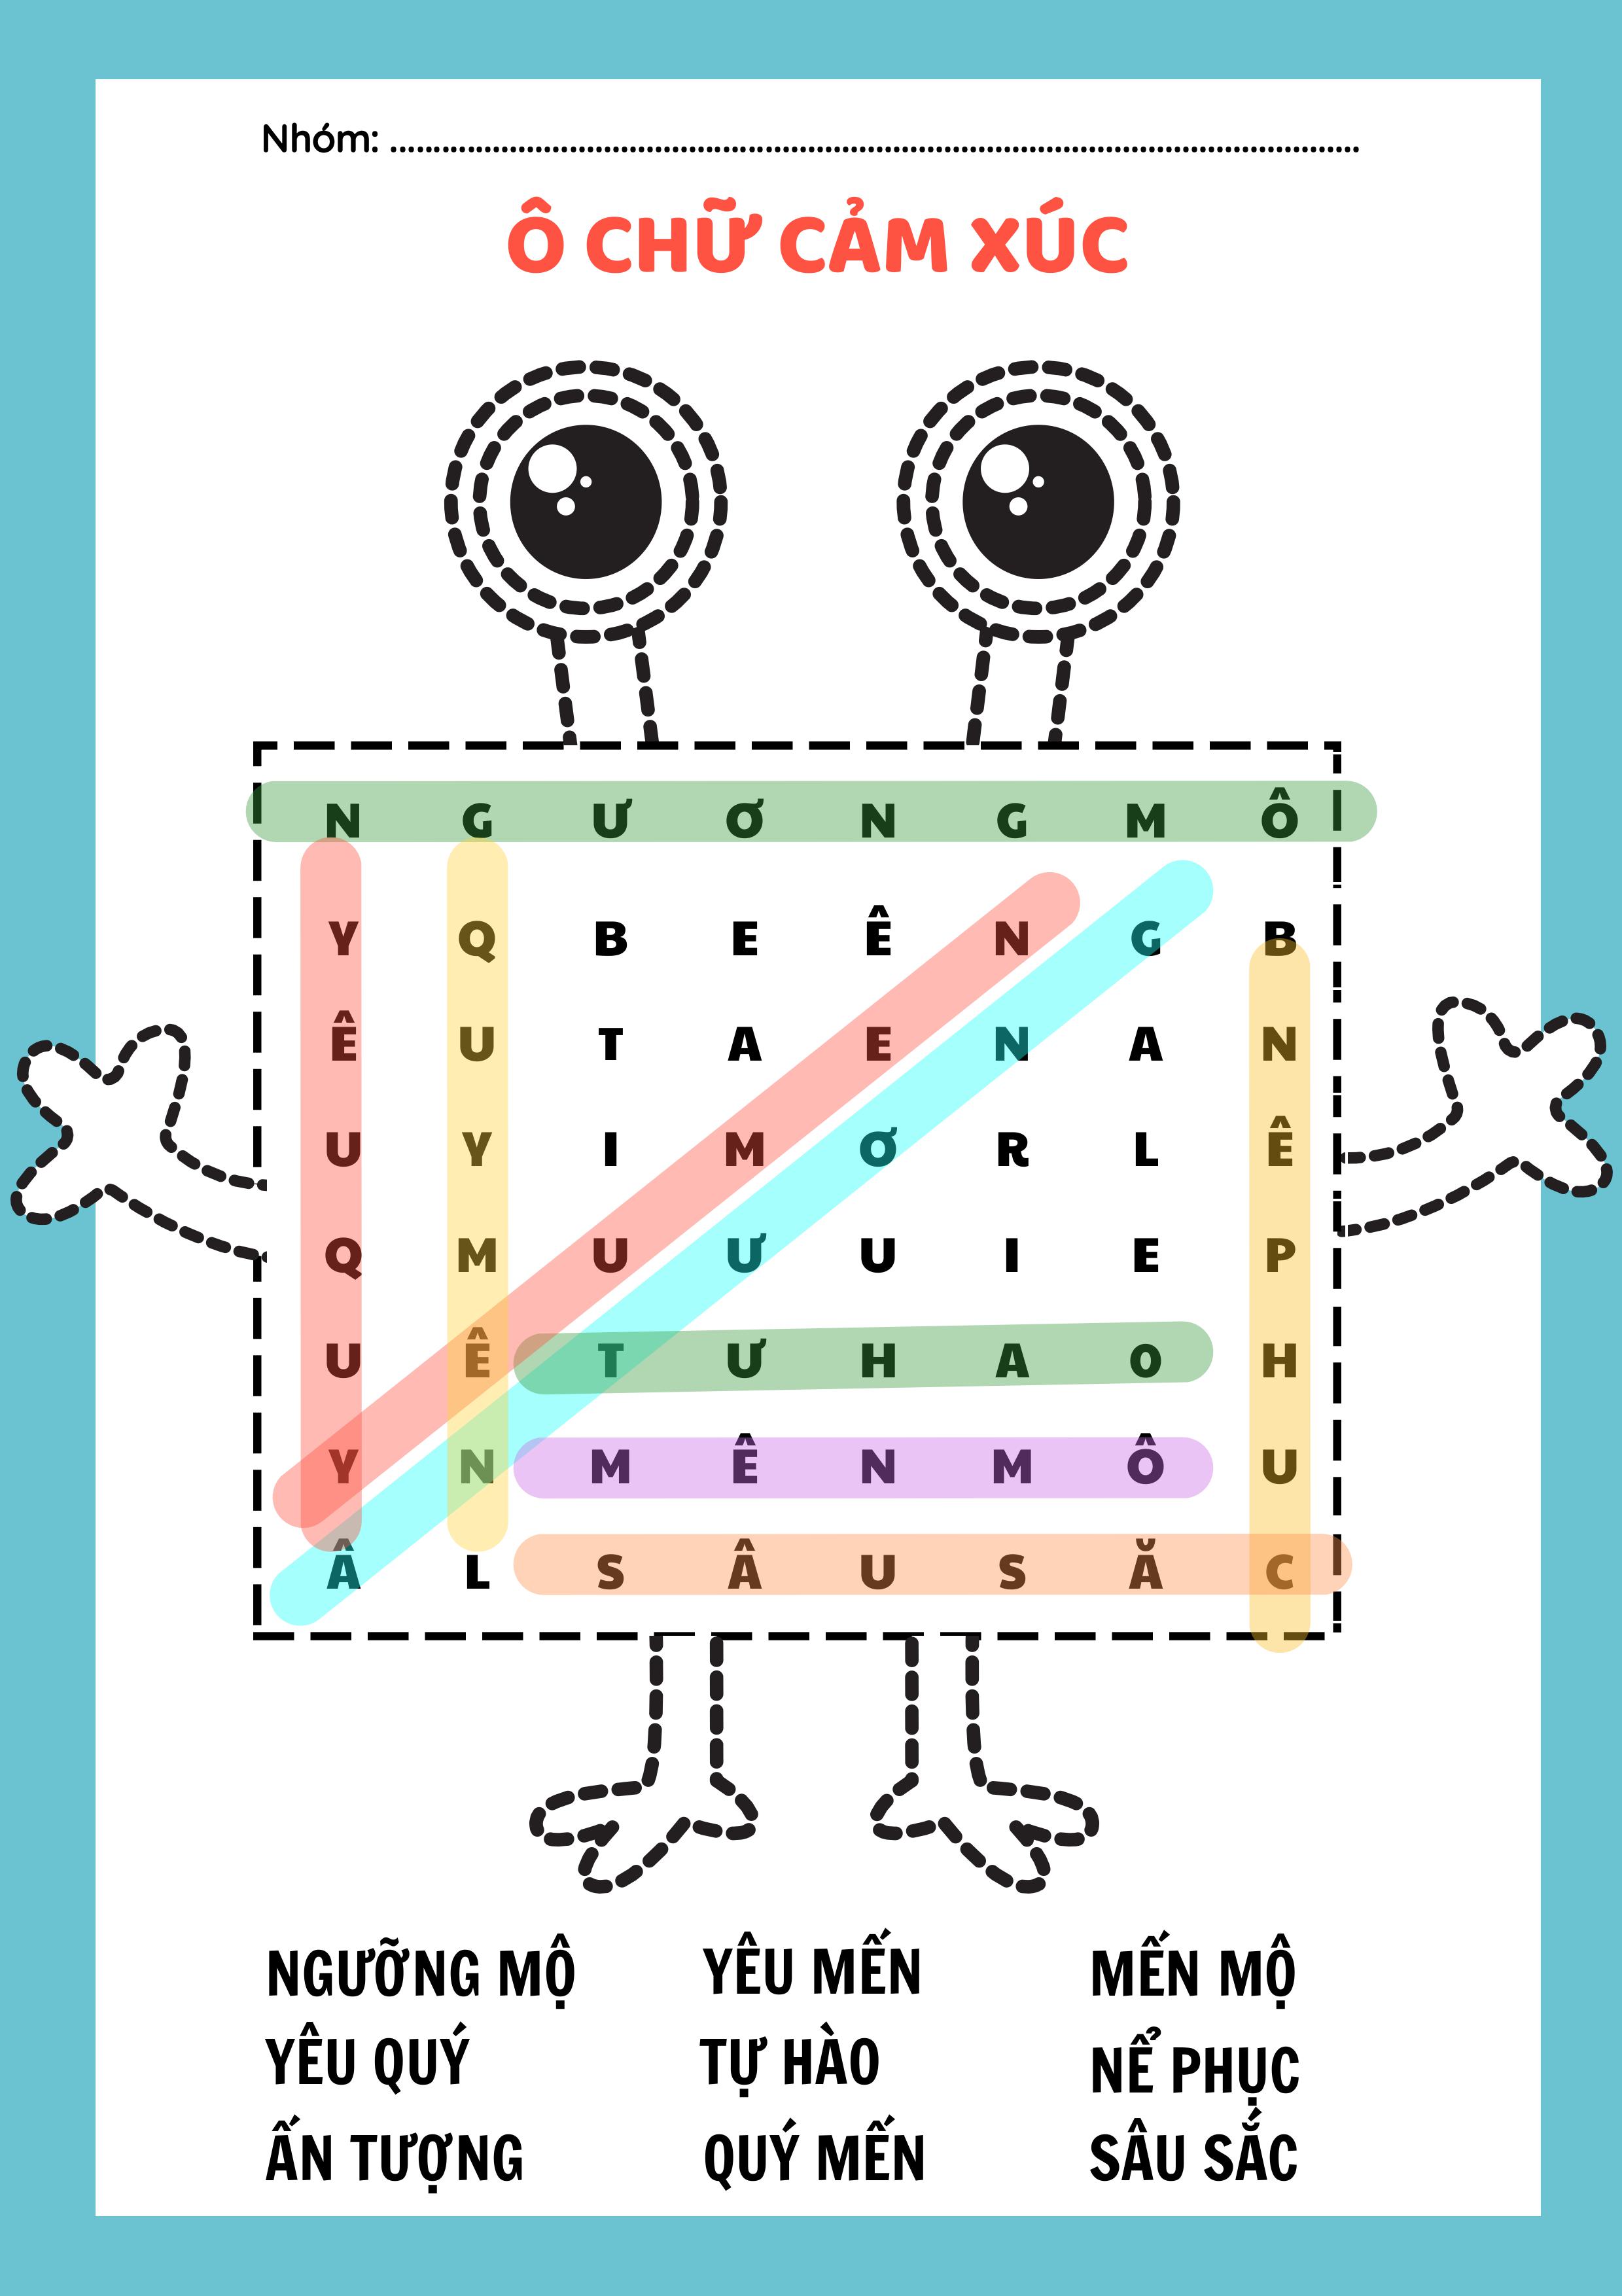 Nhóm: ........................................................................................................................
Ô CHỮ CẢM XÚC
N G Ư Ơ N G M Ô
Y Q B E Ê N G B
Ê U T A E N A N
U Y I M Ơ R L Ê
Q M U Ư U I E P
U Ê T Ư H A O H
Y N M Ê N M Ô U
Â L S Â U S Ă C
NGƯỠNG MỘ YÊU MẾN MẾN MỘ
YÊU QUÝ TỰ HÀO NỂ PHỤC
ẤN TƯỢNG QUÝ MẾN SÂU SẮC